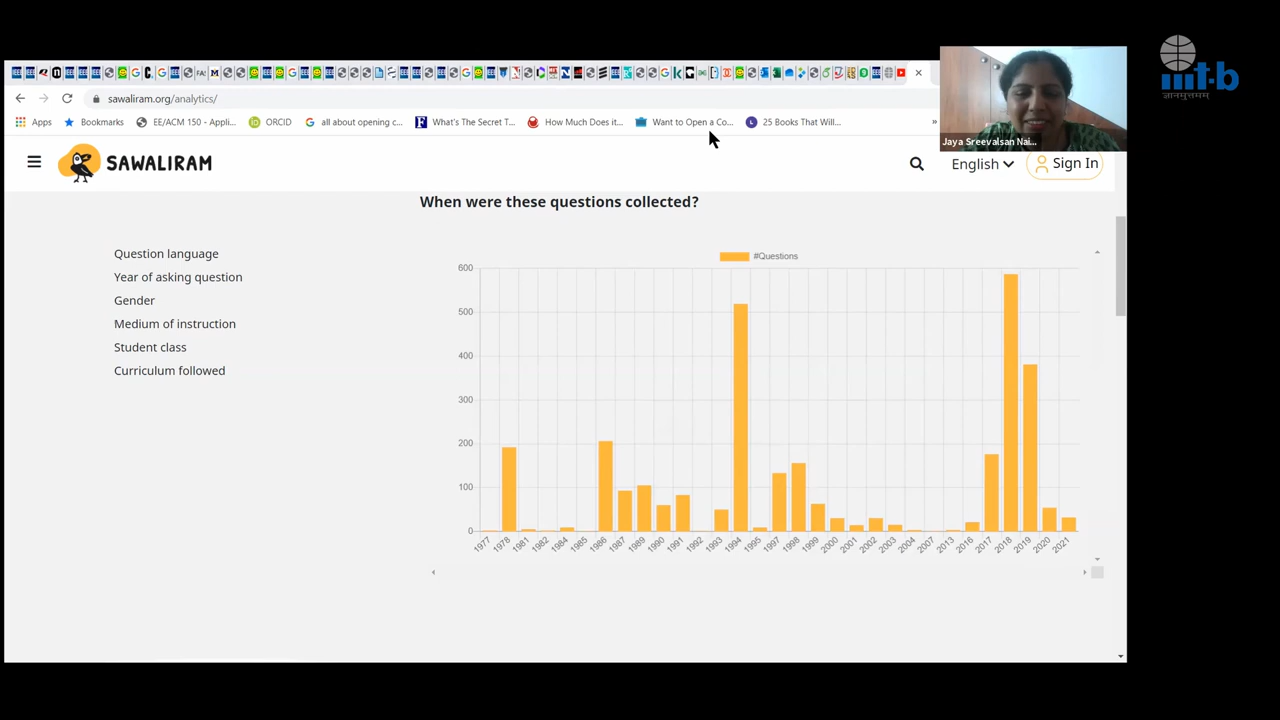 sawaliram.org/analytics/
Apps Bookmarks EE/ACM 150 - Appli... ORCID all about opening c... What's The Secret T... How Much Does it... Want to Open a Co... 25 Books That Will... »
Jaya Sreevalsan Nai...
iiit-b
ज्ञानमुत्तमम्
SAWALIRAM
English
Sign In
When were these questions collected?
Question language
Year of asking question
Gender
Medium of instruction
Student class
Curriculum followed
#Questions
600
500
400
300
200
100
0
1977 1978 1981 1982 1984 1985 1986 1987 1989 1990 1991 1992 1993 1994 1995 1997 1998 1999 2000 2001 2002 2003 2004 2007 2013 2016 2017 2018 2019 2020 2021